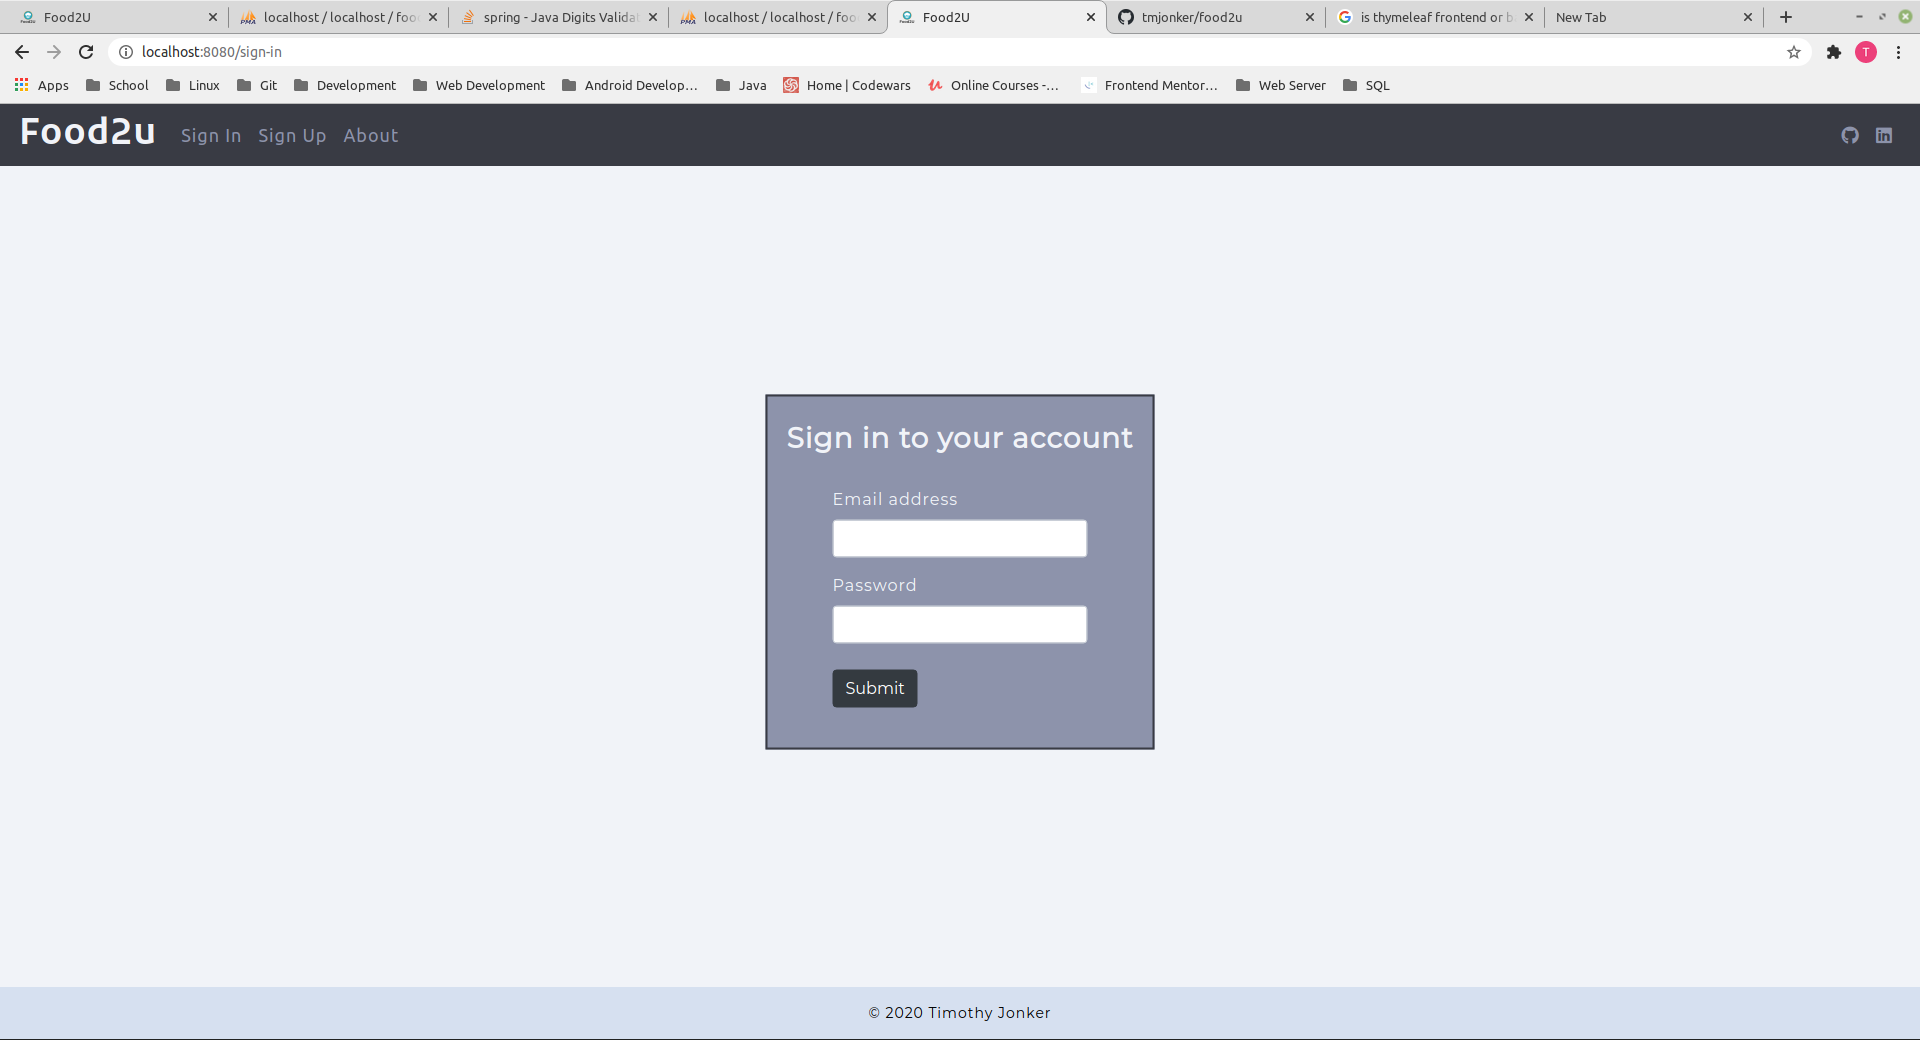 Food2U localhost / localhost / foo spring - Java Digits Valida localhost / localhost / foo Food2U tmjonker/food2u is thymeleaf frontend or b New Tab
localhost:8080/sign-in T
Apps School Linux Git Development Web Development Android Develop... Java Home | Codewars Online Courses -... Frontend Mentor... Web Server SQL
Food2u Sign In Sign Up About
Sign in to your account
Email address
Password
Submit
© 2020 Timothy Jonker